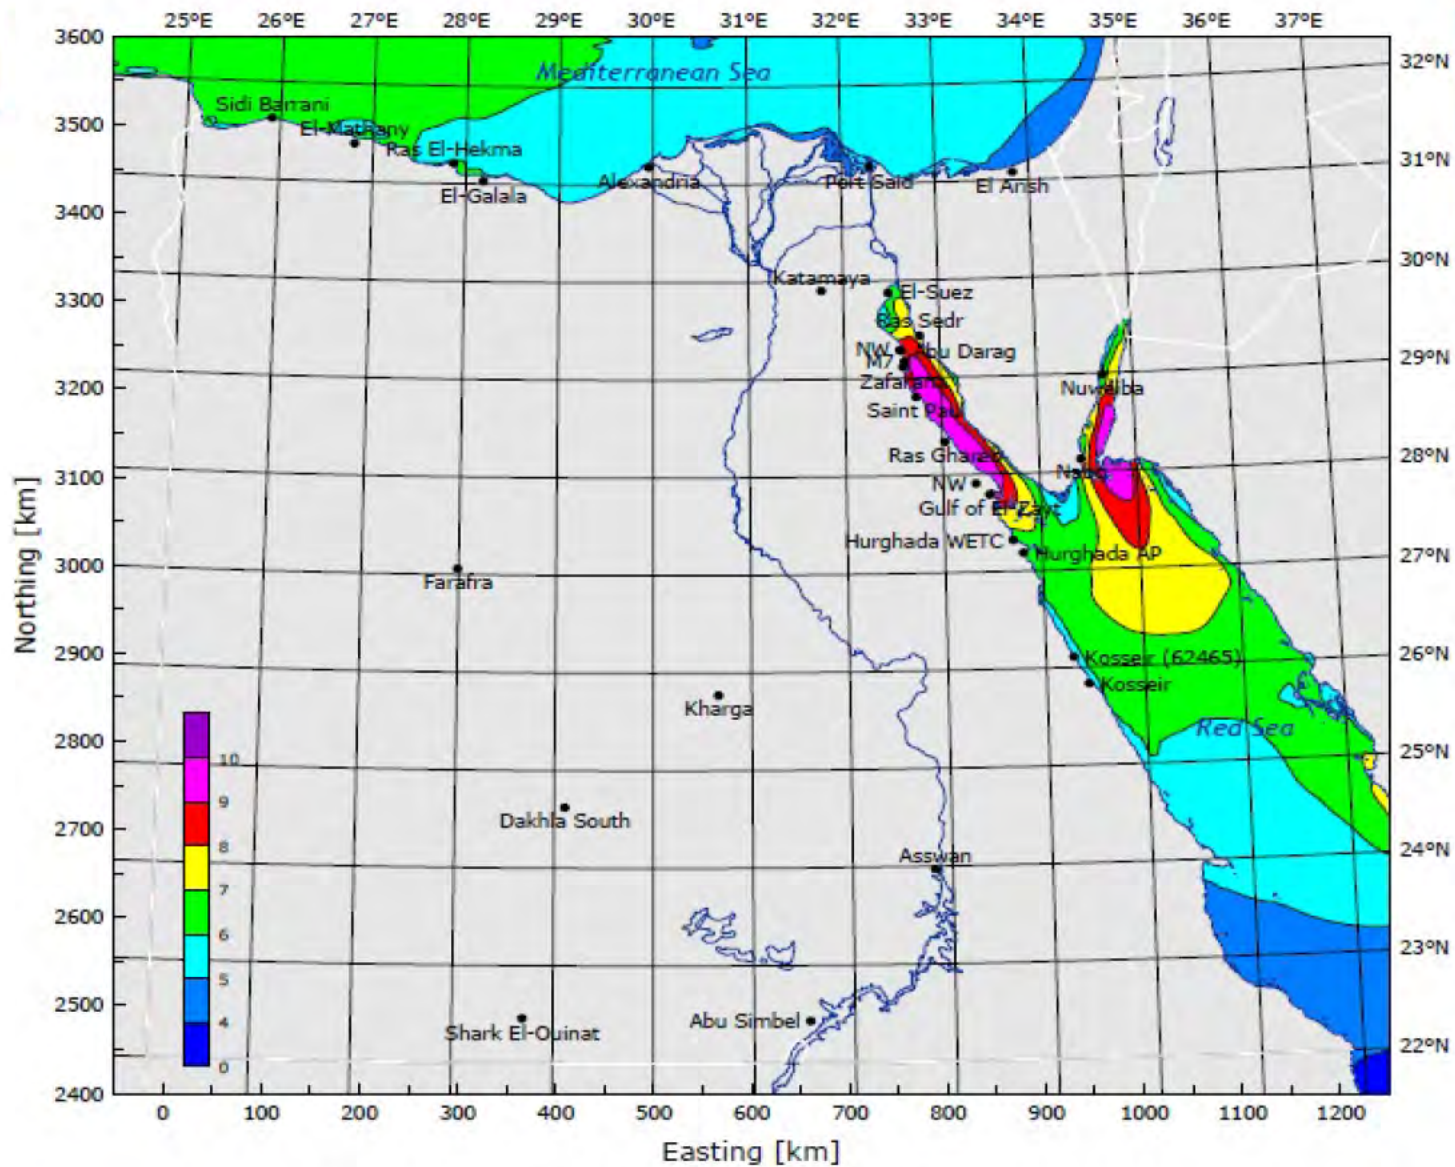 25°E 26°E 27°E 28°E 29°E 30°E 31°E 32°E 33°E 34°E 35°E 36°E 37°E
3600
32°N
Mediterranean Sea
Sidi Barrani
3500
El-Mathany
Ras El-Hekma
31°N
Alexandria
Port Said
El Arish
El-Galala
3400
Katamaya
30°N
3300
El-Suez
Ras Sedr
NW
Abu Darag
M7
29°N
Zafarana
Nuweiba
3200
Saint Paul
Ras Ghareb
28°N
Nabq
3100
NW
Gulf of El-Zayt
Hurghada WETC
Hurghada AP
27°N
3000
Farafra
Northing [km]
2900
Kosseir (62465)
26°N
Kosseir
Kharga
Red Sea
2800
25°N
10
9
2700
Dakhla South
8
24°N
Asswan
7
2600
6
23°N
5
2500
4
Abu Simbel
Shark El-Ouinat
22°N
0
2400
0 100 200 300 400 500 600 700 800 900 1000 1100 1200
Easting [km]